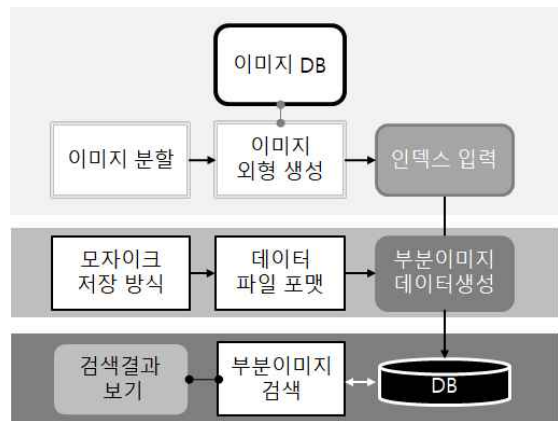 이미지 DB
이미지 분할
이미지
외형 생성
인덱스 입력
모자이크
저장 방식
데이터
파일 포맷
부분이미지
데이터생성
검색결과
보기
부분이미지
검색
DB